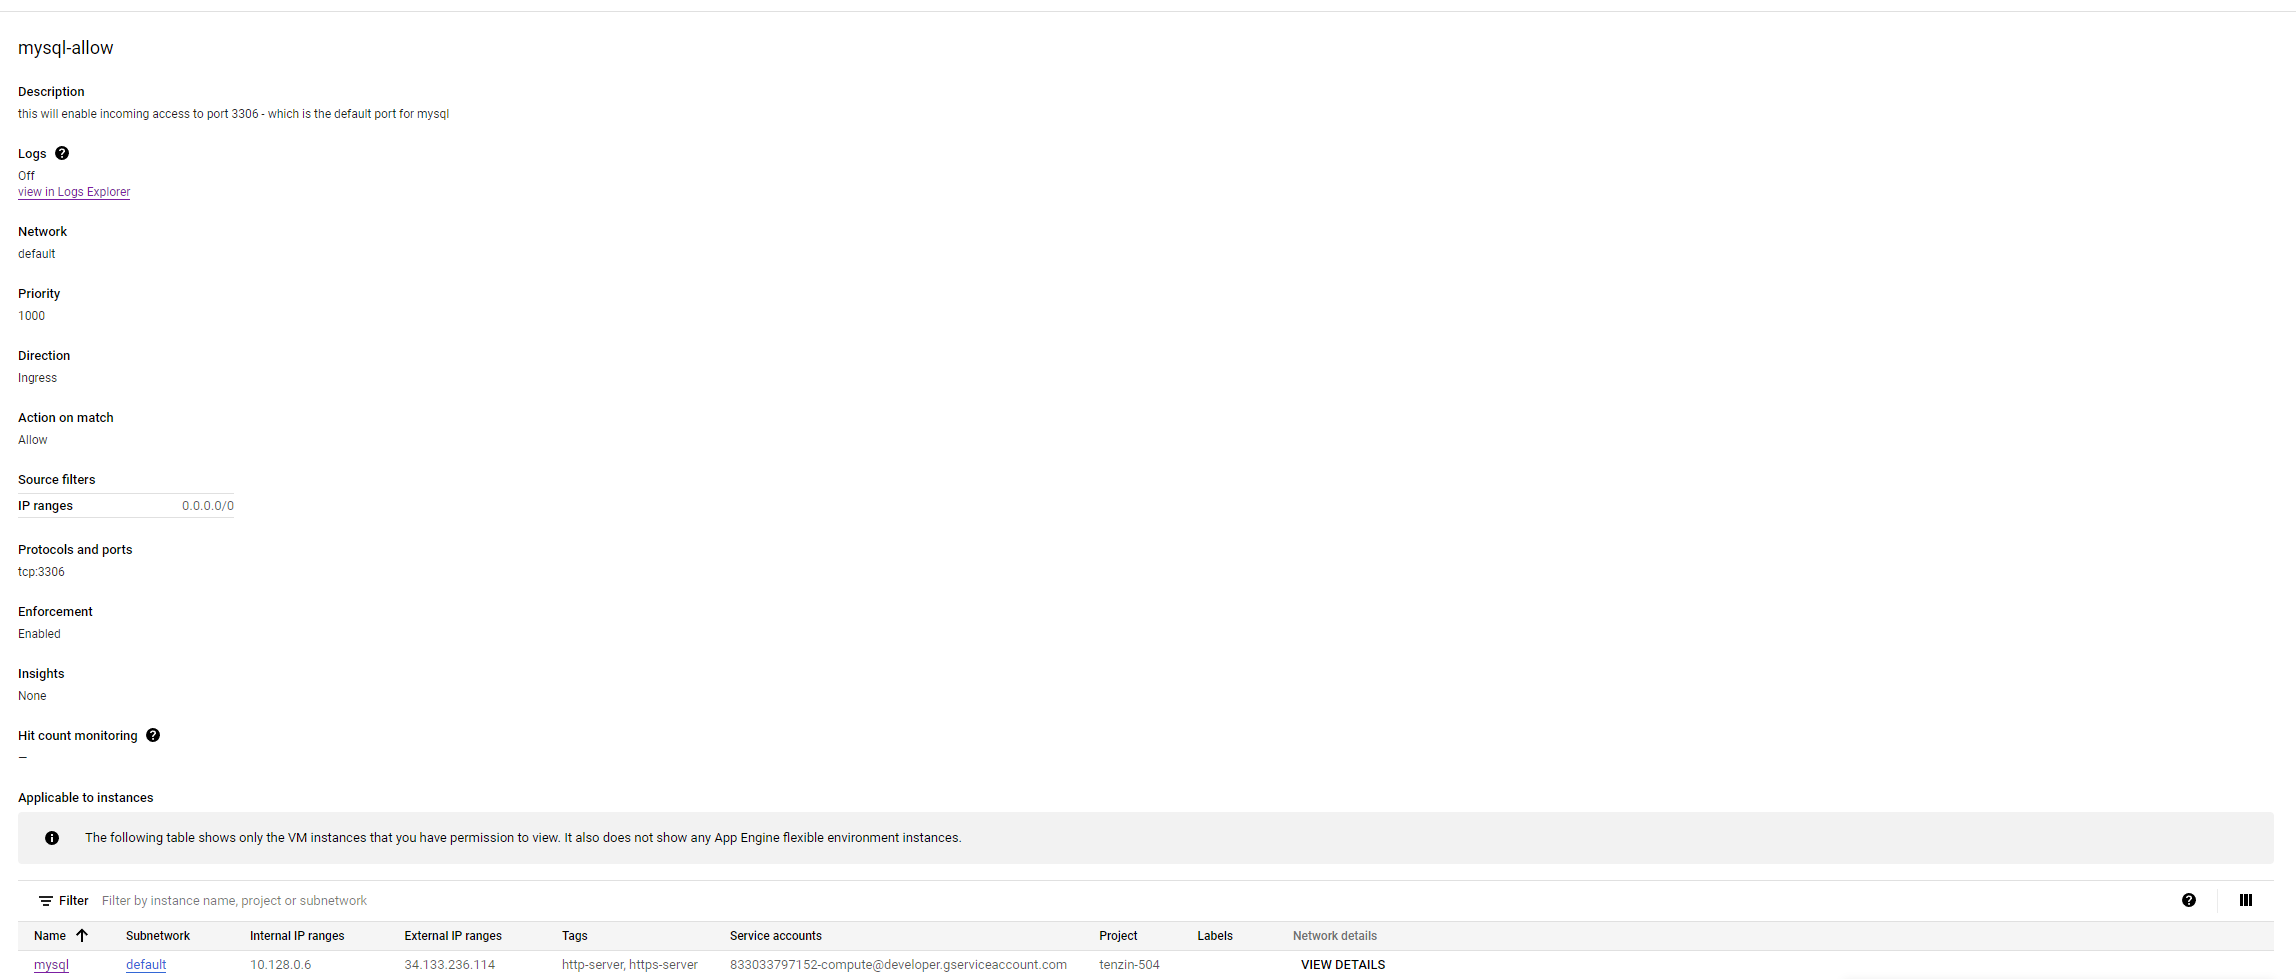 mysql-allow
Description
this will enable incoming access to port 3306 - which is the default port for mysql
Logs
Off
view in Logs Explorer
Network
default
Priority
1000
Direction
Ingress
Action on match
Allow
Source filters
IP ranges 0.0.0.0/0
Protocols and ports
tcp:3306
Enforcement
Enabled
Insights
None
Hit count monitoring
—
Applicable to instances
The following table shows only the VM instances that you have permission to view. It also does not show any App Engine flexible environment instances.
Filter Filter by instance name, project or subnetwork
Name Subnetwork Internal IP ranges External IP ranges Tags Service accounts Project Labels Network details
mysql default 10.128.0.6 34.133.236.114 http-server, https-server 833033797152-compute@developer.gserviceaccount.com tenzin-504 VIEW DETAILS